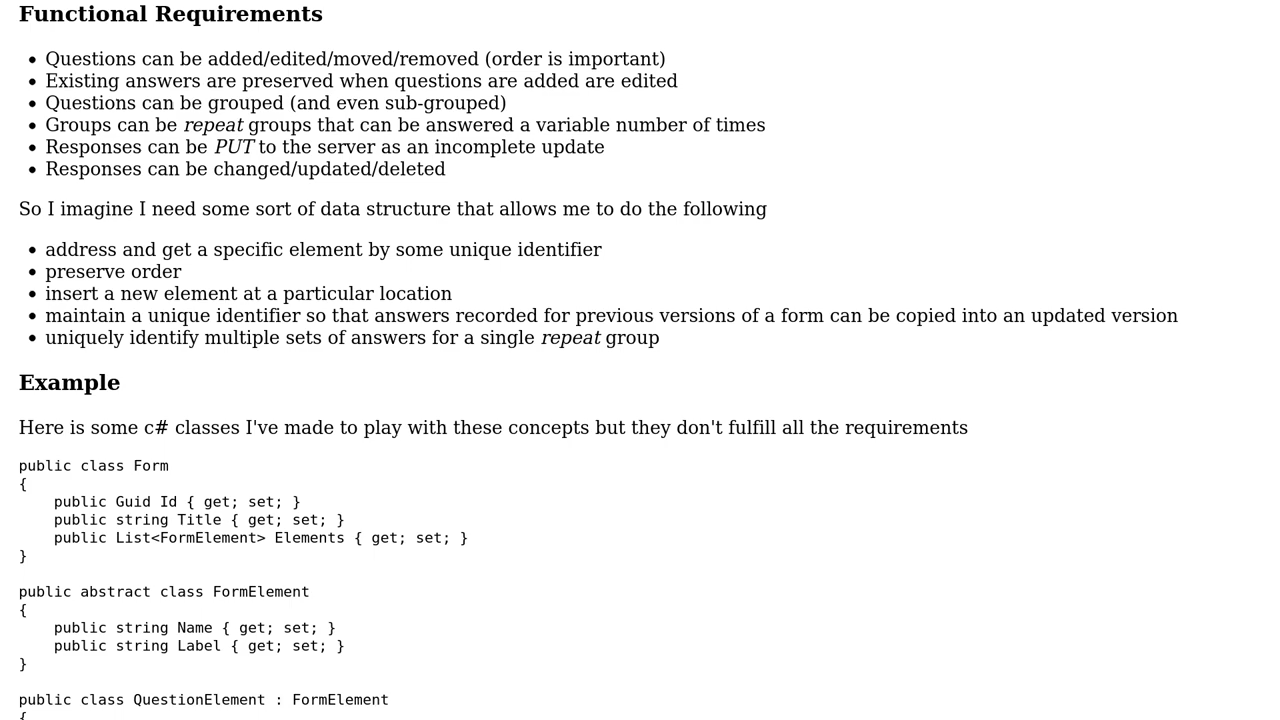 Functional Requirements
• Questions can be added/edited/moved/removed (order is important)
• Existing answers are preserved when questions are added are edited
• Questions can be grouped (and even sub-grouped)
• Groups can be repeat groups that can be answered a variable number of times
• Responses can be PUT to the server as an incomplete update
• Responses can be changed/updated/deleted
So I imagine I need some sort of data structure that allows me to do the following
• address and get a specific element by some unique identifier
• preserve order
• insert a new element at a particular location
• maintain a unique identifier so that answers recorded for previous versions of a form can be copied into an updated version
• uniquely identify multiple sets of answers for a single repeat group
Example
Here is some c# classes I've made to play with these concepts but they don't fulfill all the requirements
public class Form
{
    public Guid Id { get; set; }
    public string Title { get; set; }
    public List<FormElement> Elements { get; set; }
}
public abstract class FormElement
{
    public string Name { get; set; }
    public string Label { get; set; }
}
public class QuestionElement : FormElement
{